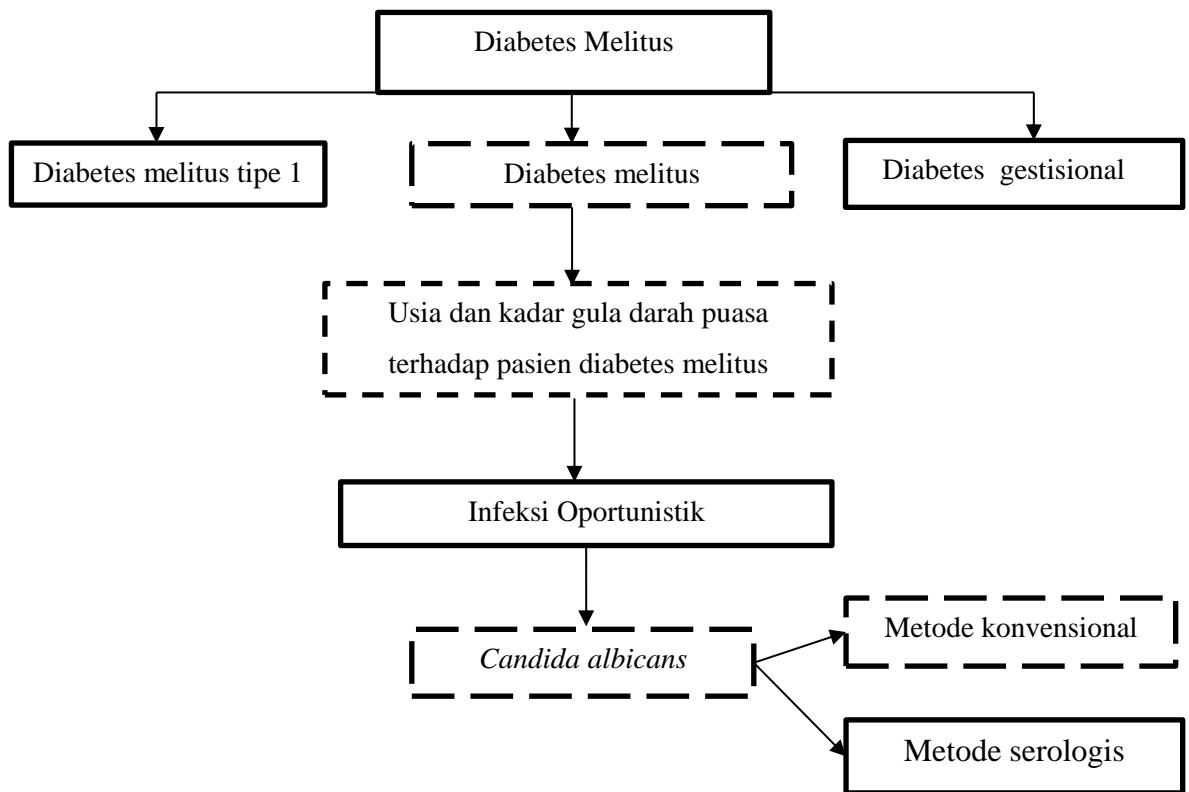 Diabetes Melitus
Diabetes melitus tipe 1
Diabetes melitus
Diabetes gestisional
Usia dan kadar gula darah puasa
terhadap pasien diabetes melitus
Infeksi Oportunistik
Candida albicans
Metode konvensional
Metode serologis